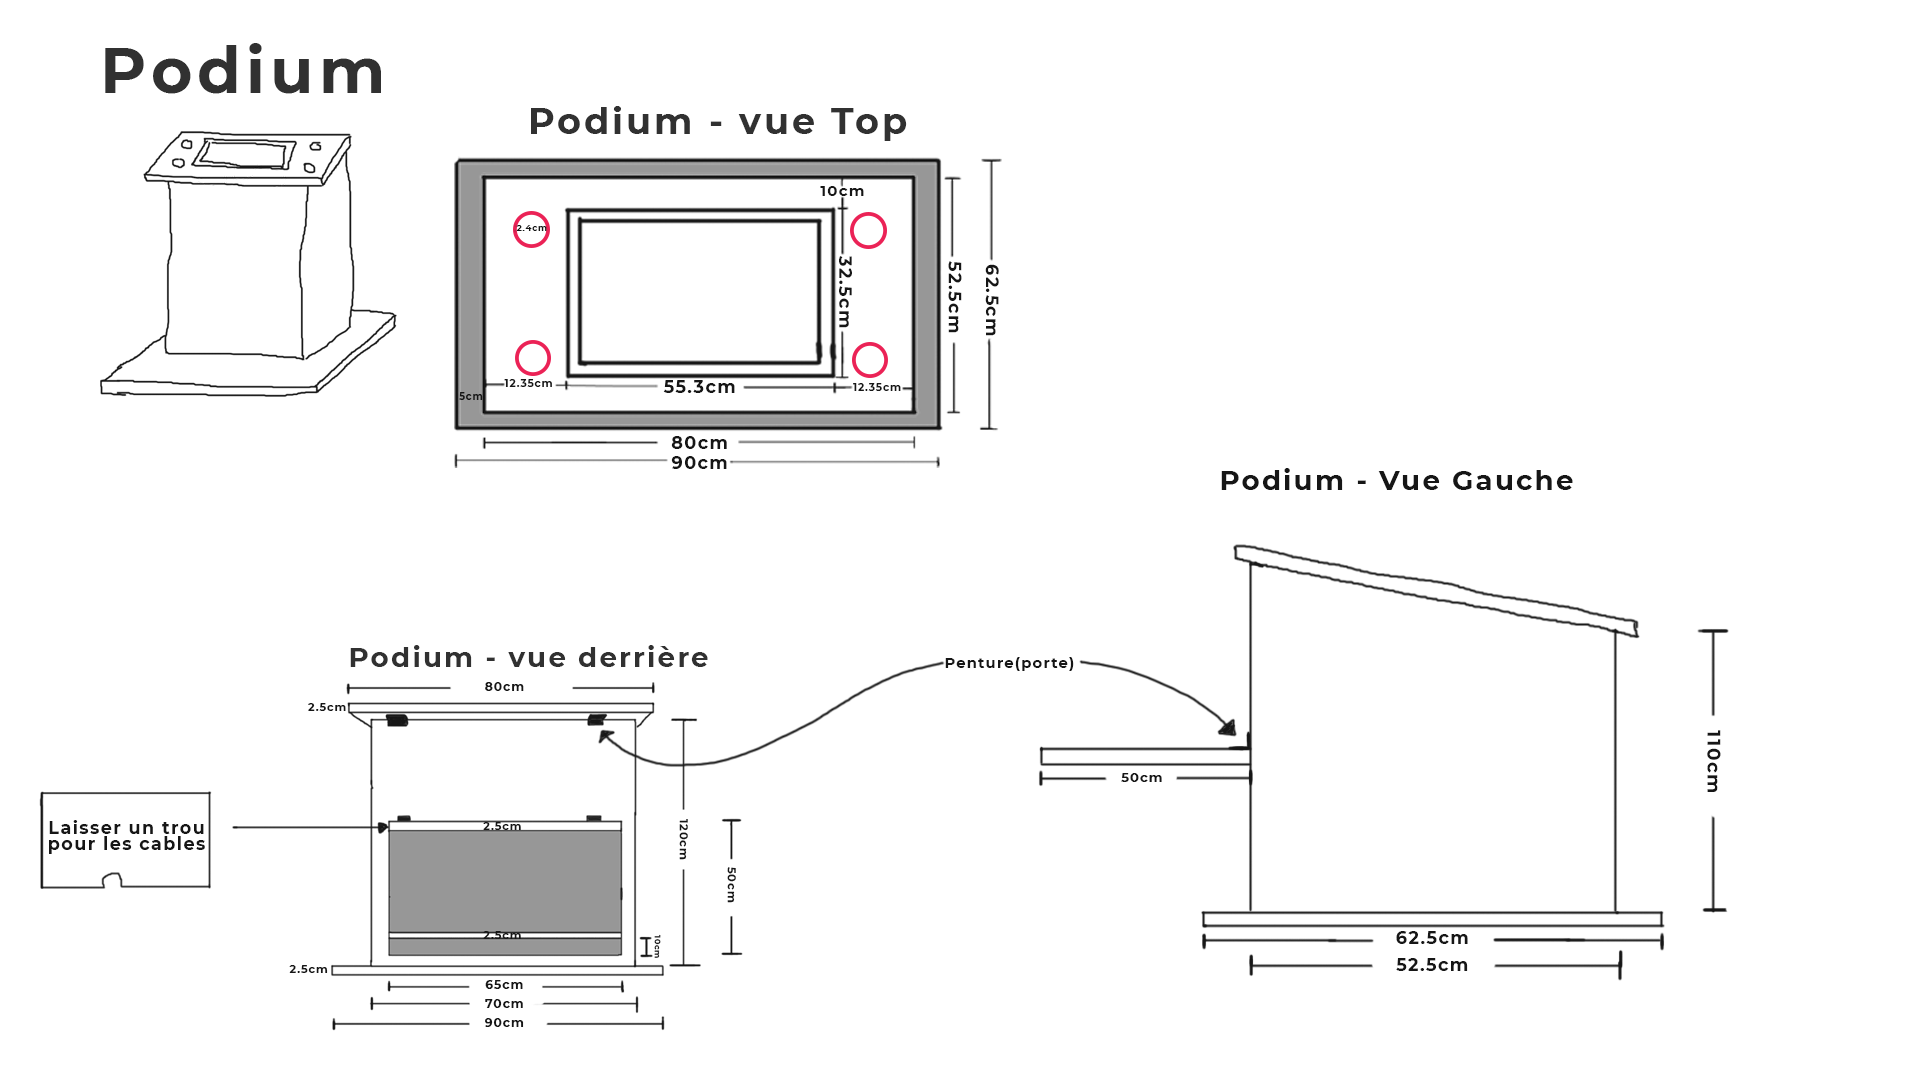 Podium
Podium - vue Top
10cm
2.4cm
32.5cm
52.5cm
62.5cm
12.35cm
55.3cm
12.35cm
5cm
80cm
90cm
Podium - Vue Gauche
Penture(porte)
50cm
110cm
62.5cm
52.5cm
Podium - vue derrière
80cm
2.5cm
Laisser un trou
pour les cables
2.5cm
120cm
50cm
2.5cm
10cm
2.5cm
65cm
70cm
90cm